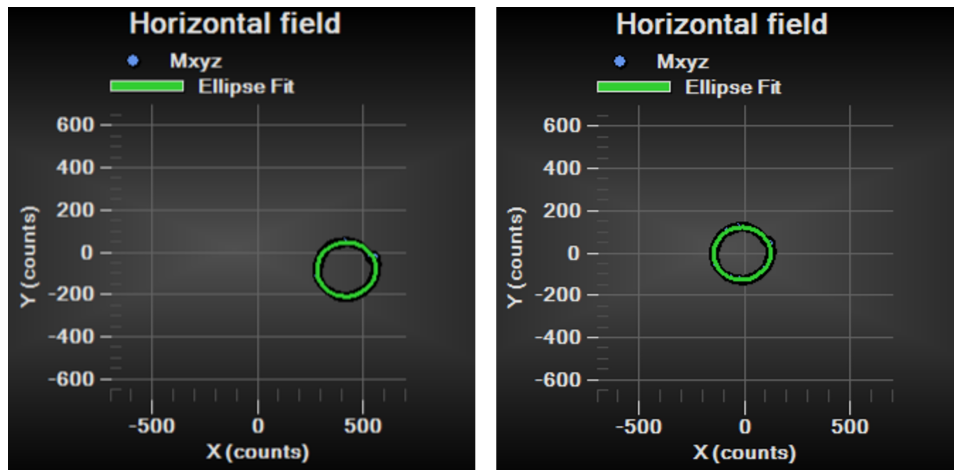 Horizontal field
Mxyz
Ellipse Fit
600
400
200
0
-200
-400
-600
Y (counts)
-500 0 500
X (counts)
Horizontal field
Mxyz
Ellipse Fit
600
400
200
0
-200
-400
-600
Y (counts)
-500 0 500
X (counts)